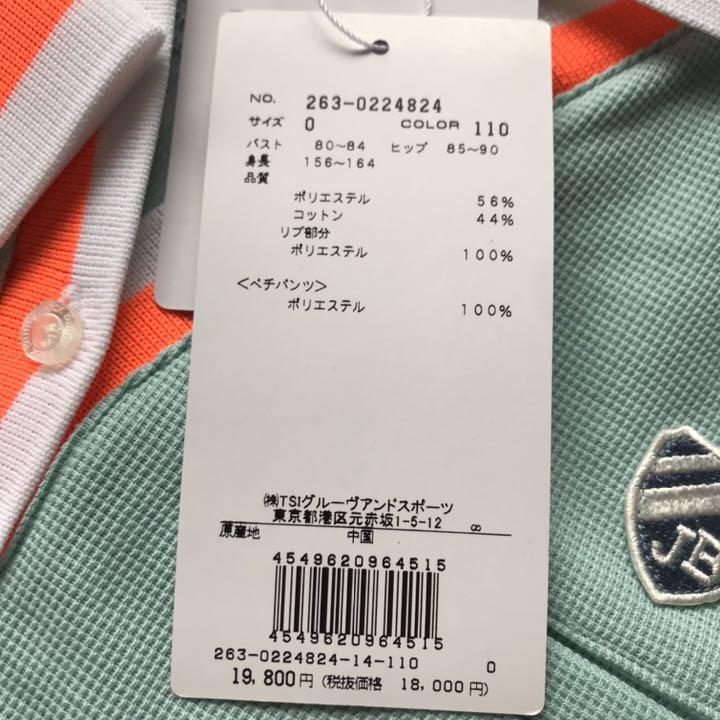 NO. 263-0224824
サイズ 0 COLOR 110
バスト 80~84 ヒップ 85~90
身長 156~164
品質
ポリエステル 56%
コットン 44%
リブ部分
ポリエステル 100%
<ペチパンツ>
ポリエステル 100%
㈱TSIグルーヴアンドスポーツ
東京都港区元赤坂1-5-12 ∞
原産地 中国
4549620964515
4549620964515
263-0224824-14-110 0
19,800円 (税抜価格 18,000円)
JB